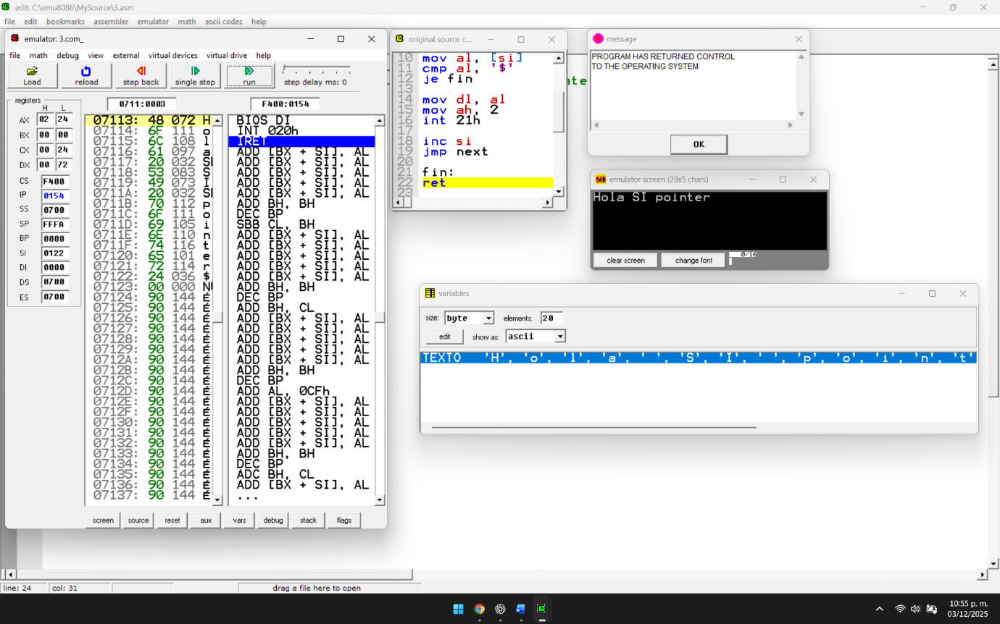 edit: C:\emu8086\MySource\3.asm
file edit bookmarks assembler emulator math ascii codes help
emulator: 3.com_
file math debug view external virtual devices virtual drive help
Load reload step back single step run step delay ms: 0
registers
H L
AX 02 24
BX 00 00
CX 00 24
DX 00 72
CS F400
IP 0154
SS 0700
SP FFFA
BP 0000
SI 0122
DI 0000
DS 0700
ES 0700
0711:0003 F400:0154
07113: 48 072 H
07114: 6F 111 o
07115: 6C 108 l
07116: 61 097 a
07117: 20 032
07118: 53 083 S
07119: 49 073 I
0711A: 20 032
0711B: 70 112 p
0711C: 6F 111 o
0711D: 69 105 i
0711E: 6E 110 n
0711F: 74 116 t
07120: 65 101 e
07121: 72 114 r
07122: 24 036 $
07123: 00 000
07124: 90 144 É
07125: 90 144 É
07126: 90 144 É
07127: 90 144 É
07128: 90 144 É
07129: 90 144 É
0712A: 90 144 É
0712B: 90 144 É
0712C: 90 144 É
0712D: 90 144 É
0712E: 90 144 É
0712F: 90 144 É
07130: 90 144 É
07131: 90 144 É
07132: 90 144 É
07133: 90 144 É
07134: 90 144 É
07135: 90 144 É
07136: 90 144 É
07137: 90 144 É
BIOS DI
INT 020h
IRET
ADD [BX + SI], AL
ADD [BX + SI], AL
ADD [BX + SI], AL
ADD [BX + SI], AL
ADD [BX + SI], AL
ADD BH, BH
DEC BP
SBB CL, BH
ADD [BX + SI], AL
ADD [BX + SI], AL
ADD [BX + SI], AL
ADD [BX + SI], AL
ADD [BX + SI], AL
ADD BH, BH
DEC BP
ADD BH, CL
ADD [BX + SI], AL
ADD [BX + SI], AL
ADD [BX + SI], AL
ADD [BX + SI], AL
ADD [BX + SI], AL
ADD BH, BH
DEC BP
ADD AL, 0CFh
ADD [BX + SI], AL
ADD [BX + SI], AL
ADD [BX + SI], AL
ADD [BX + SI], AL
ADD [BX + SI], AL
ADD BH, BH
DEC BP
ADC BH, CL
ADD [BX + SI], AL
...
screen source reset aux vars debug stack flags
original source c...
10 mov al, [si]
11 cmp al, '$'
12 je fin
13
14 mov dl, al
15 mov ah, 2
16 int 21h
17
18 inc si
19 jmp next
20
21 fin:
22 ret
23
message
PROGRAM HAS RETURNED CONTROL
TO THE OPERATING SYSTEM
OK
emulator screen (29x5 chars)
Hola SI pointer
clear screen change font 0/16
variables
size: byte elements: 20
edit show as: ascii
TEXTO 'H', 'o', 'l', 'a', ' ', 'S', 'I', ' ', 'p', 'o', 'i', 'n', 't'
line: 24 col: 31 drag a file here to open
10:55 p. m.
03/12/2025